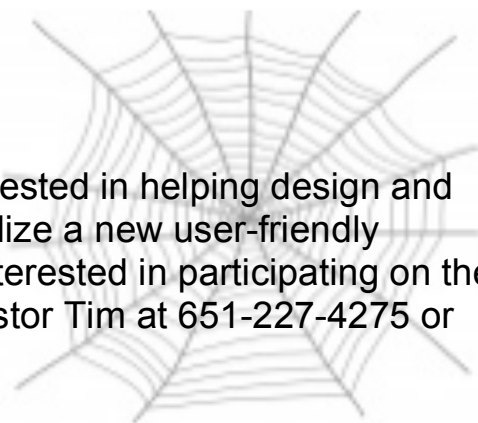 ested in helping design and
lize a new user-friendly
terested in participating on the
stor Tim at 651-227-4275 or